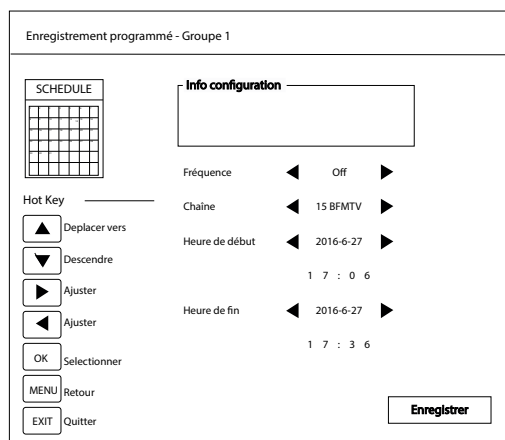 Enregistrement programmé - Groupe 1
SCHEDULE
Info configuration
Fréquence Off
Chaîne 15 BFMTV
Heure de début 2016-6-27
1 7 : 0 6
Heure de fin 2016-6-27
1 7 : 3 6
Hot Key
Deplacer vers
Descendre
Ajuster
Ajuster
OK Selectionner
MENU Retour
EXIT Quitter
Enregistrer